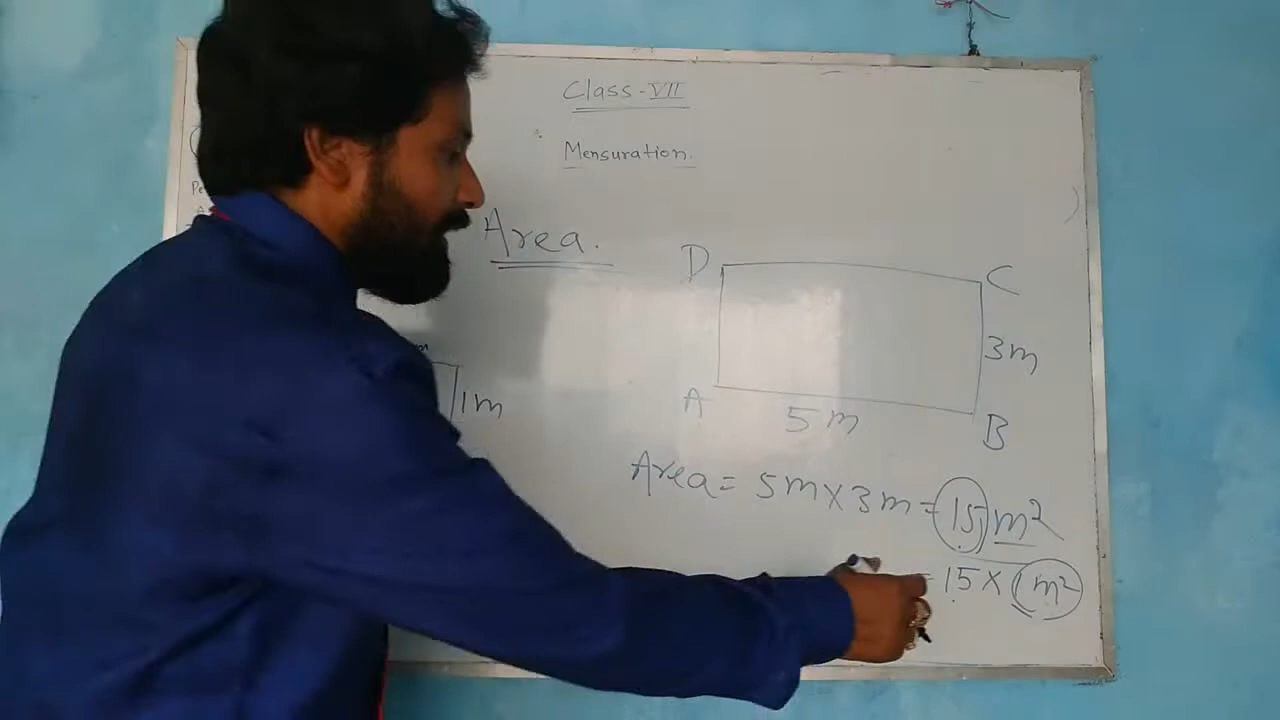 Class-VII
Mensuration.
Area.
D
C
3m
1m
A
5m
B
Area = 5m×3m = 15 m²
= 15×1m²